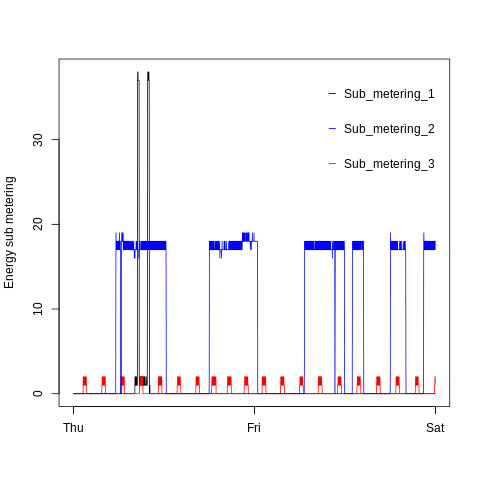 Sub_metering_1
Sub_metering_2
Sub_metering_3
Energy sub metering
30
20
10
0
Thu Fri Sat